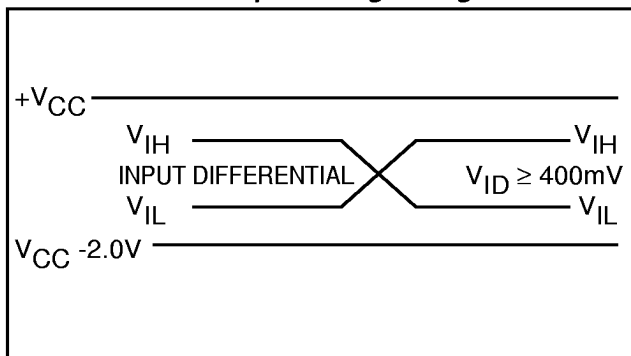 +VCC
VIH VIH
INPUT DIFFERENTIAL VID ≥ 400mV
VIL VIL
VCC -2.0V